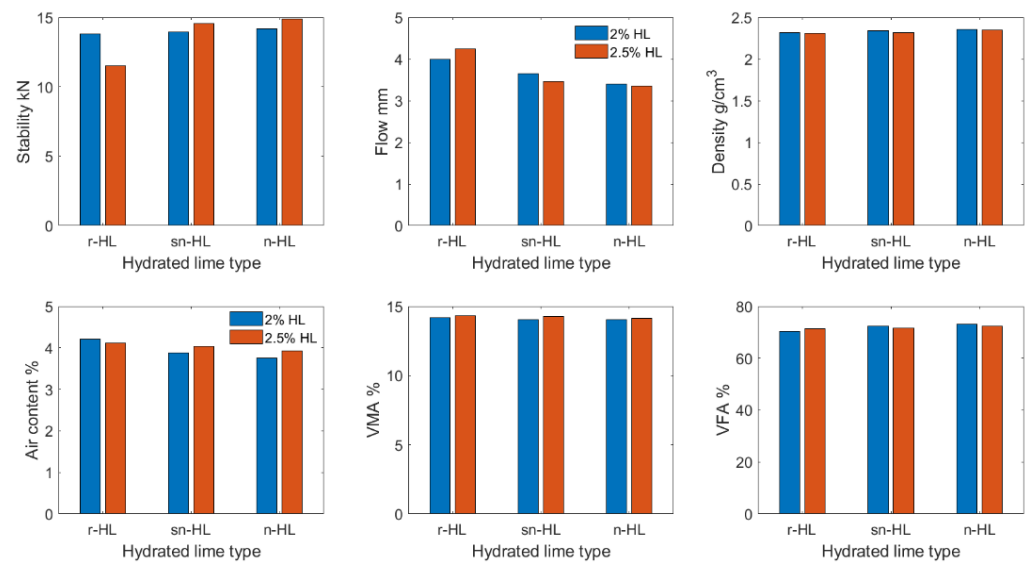 Stability kN
15
10
5
0
r-HL sn-HL n-HL
Hydrated lime type
Flow mm
5
4
3
2
1
0
2% HL
2.5% HL
r-HL sn-HL n-HL
Hydrated lime type
Density g/cm³
2.5
2
1.5
1
0.5
0
r-HL sn-HL n-HL
Hydrated lime type
Air content %
5
4
3
2
1
0
2% HL
2.5% HL
r-HL sn-HL n-HL
Hydrated lime type
VMA %
15
10
5
0
r-HL sn-HL n-HL
Hydrated lime type
VFA %
80
60
40
20
0
r-HL sn-HL n-HL
Hydrated lime type